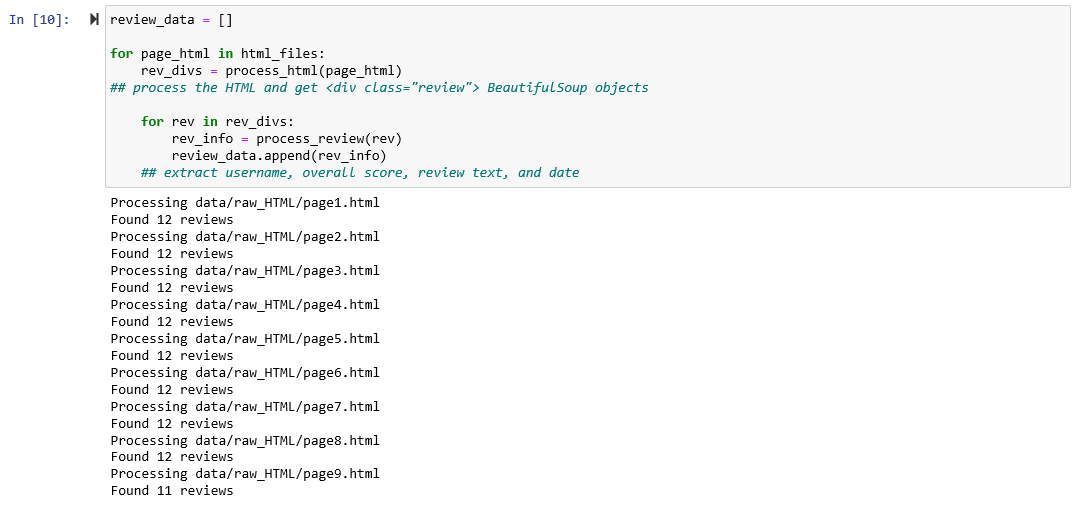 In [10]:
review_data = []
for page_html in html_files:
rev_divs = process_html(page_html)
## process the HTML and get <div class="review"> BeautifulSoup objects
for rev in rev_divs:
rev_info = process_review(rev)
review_data.append(rev_info)
## extract username, overall score, review text, and date
Processing data/raw_HTML/page1.html
Found 12 reviews
Processing data/raw_HTML/page2.html
Found 12 reviews
Processing data/raw_HTML/page3.html
Found 12 reviews
Processing data/raw_HTML/page4.html
Found 12 reviews
Processing data/raw_HTML/page5.html
Found 12 reviews
Processing data/raw_HTML/page6.html
Found 12 reviews
Processing data/raw_HTML/page7.html
Found 12 reviews
Processing data/raw_HTML/page8.html
Found 12 reviews
Processing data/raw_HTML/page9.html
Found 11 reviews